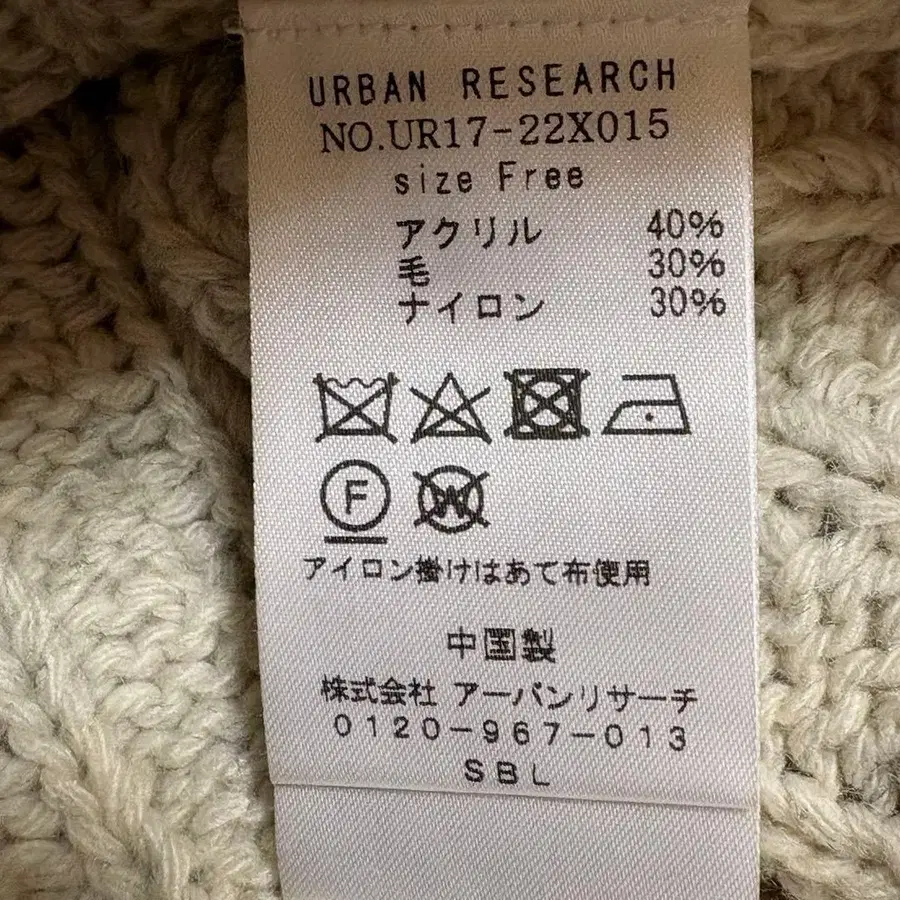 URBAN RESEARCH
NO.UR17-22X015
size Free
アクリル 40%
毛 30%
ナイロン 30%
F W
アイロン掛けはあて布使用
中国製
株式会社 アーバンリサーチ
0120-967-013
SBL